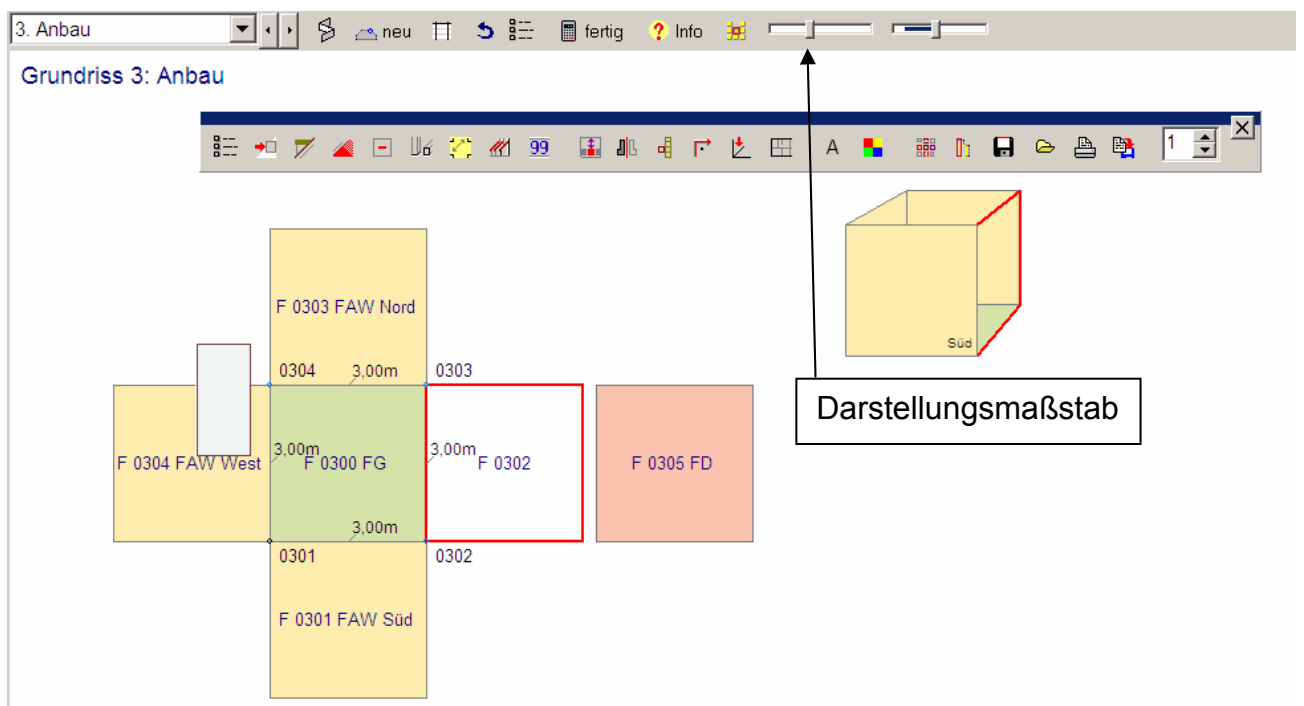 3. Anbau neu fertig ? Info
Grundriss 3: Anbau
99 A 1
F 0303 FAW Nord
Süd
0304 3,00m 0303
Darstellungsmaßstab
3,00m 3,00m
F 0304 FAW West F 0300 FG F 0302 F 0305 FD
3,00m
0301 0302
F 0301 FAW Süd